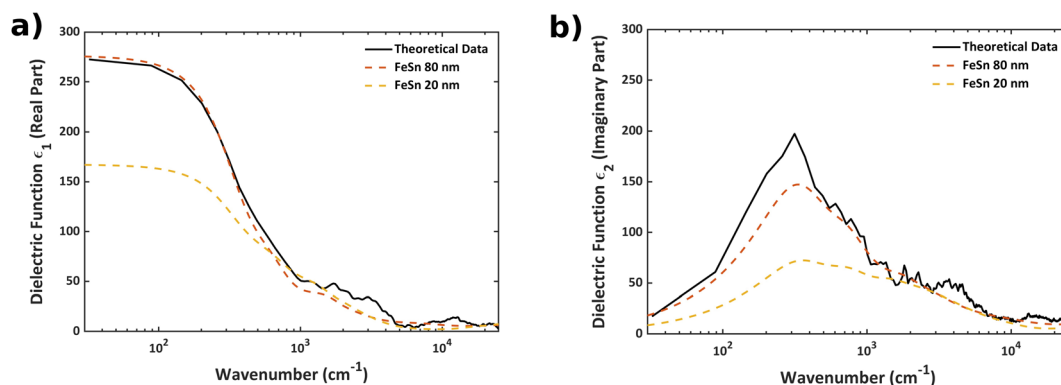 a)
Dielectric Function ϵ₁ (Real Part)
300
250
200
150
100
50
0
10²
10³
10⁴
Wavenumber (cm⁻¹)
Theoretical Data
FeSn 80 nm
FeSn 20 nm
b)
Dielectric Function ϵ₂ (Imaginary Part)
300
250
200
150
100
50
0
10²
10³
10⁴
Wavenumber (cm⁻¹)
Theoretical Data
FeSn 80 nm
FeSn 20 nm